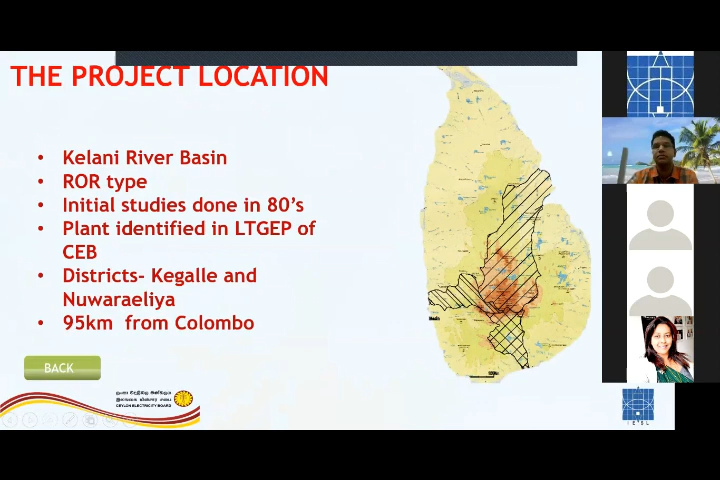 THE PROJECT LOCATION
• Kelani River Basin
• ROR type
• Initial studies done in 80’s
• Plant identified in LTGEP of
CEB
• Districts- Kegalle and
Nuwaraeliya
• 95km from Colombo
BACK
CEYLON ELECTRICITY BOARD
I E S L